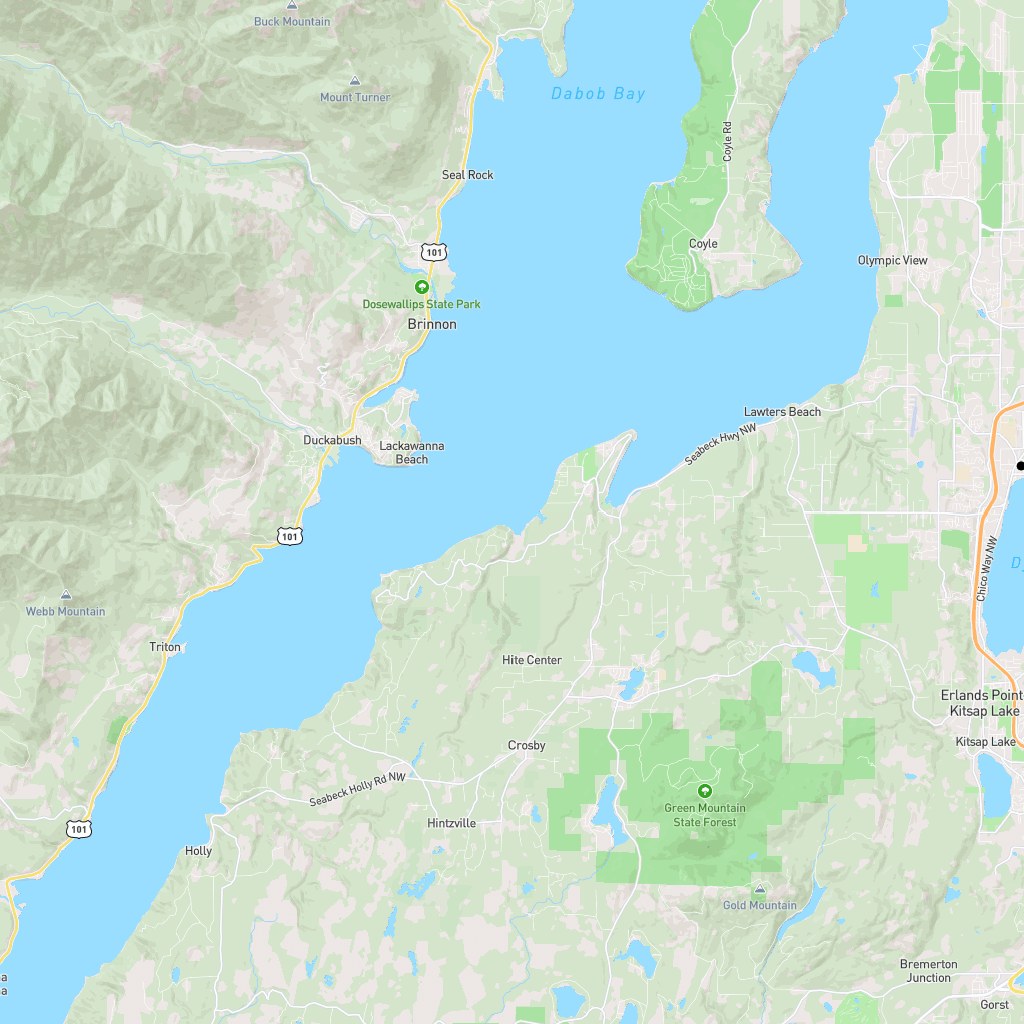 Buck Mountain
Mount Turner
Dabob Bay
Coyle Rd
Seal Rock
Coyle
101
Olympic View
Dosewallips State Park
Brinnon
Lawters Beach
Duckabush
Lackawanna
Beach
Seabeck Hwy NW
101
Chico Way NW
D
Webb Mountain
Triton
Hite Center
Erlands Point
Kitsap Lake
Crosby
Kitsap Lake
Seabeck Holly Rd NW
Green Mountain
State Forest
Hintzville
101
Holly
Gold Mountain
Bremerton
Junction
a
a
Gorst